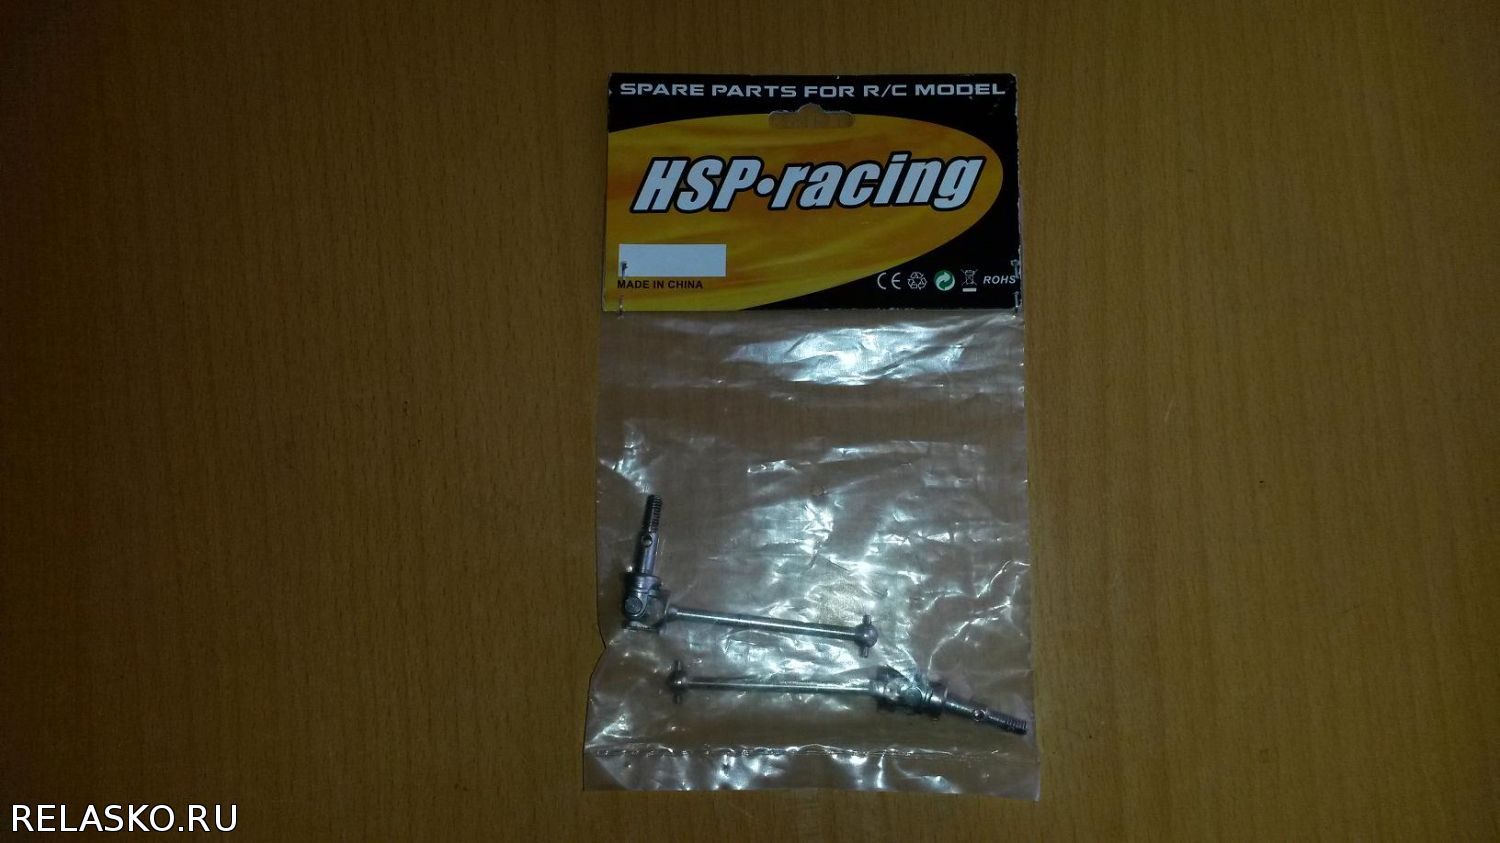 SPARE PARTS FOR R/C MODEL
HSP·racing
MADE IN CHINA
CE ROHS
RELASKO.RU